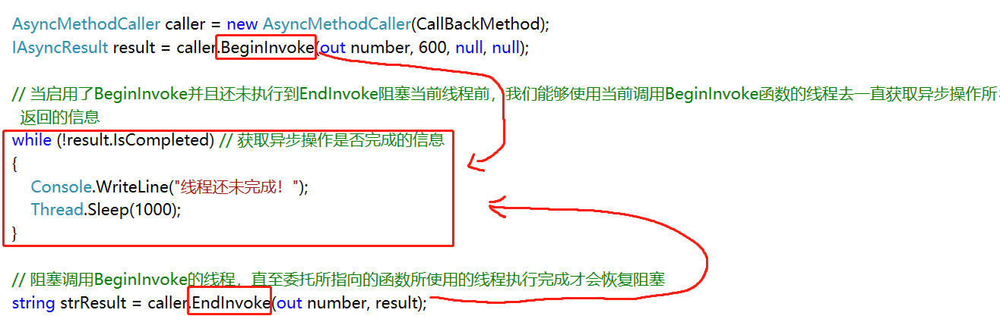 AsyncMethodCaller caller = new AsyncMethodCaller(CallBackMethod);
IAsyncResult result = caller.BeginInvoke(out number, 600, null, null);
// 当启用了BeginInvoke并且还未执行到EndInvoke阻塞当前线程前，我们能够使用当前调用BeginInvoke函数的线程去一直获取异步操作所
返回的信息
while (!result.IsCompleted) // 获取异步操作是否完成的信息
{
Console.WriteLine("线程还未完成！");
Thread.Sleep(1000);
}
// 阻塞调用BeginInvoke的线程，直至委托所指向的函数所使用的线程执行完成才会恢复阻塞
string strResult = caller.EndInvoke(out number, result);